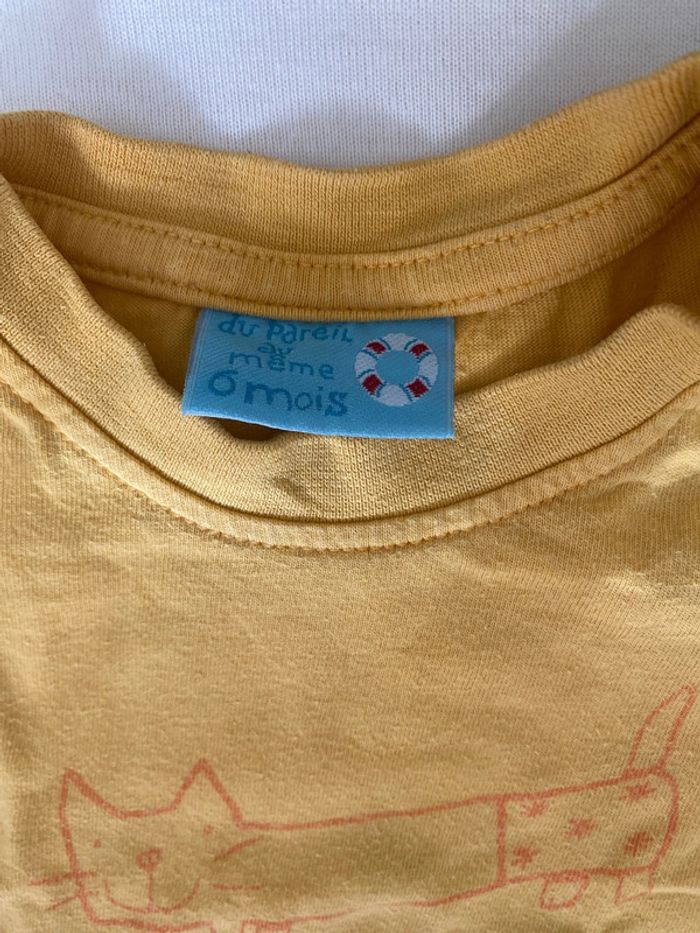 du pareil
au
même
6 mois